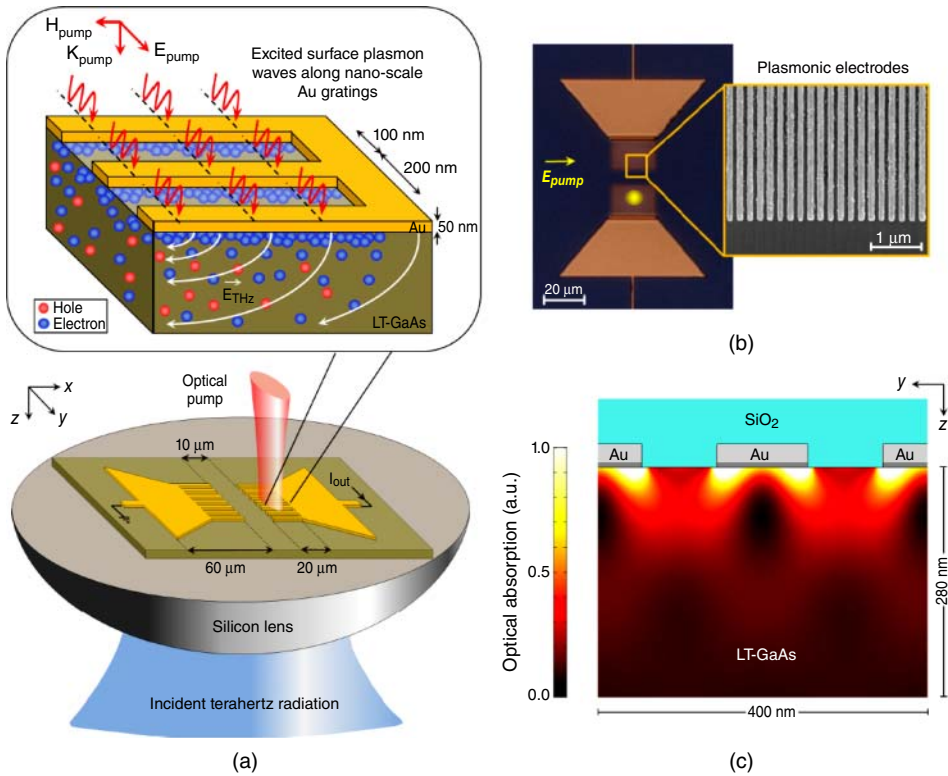 H_pump
K_pump
E_pump
Excited surface plasmon
waves along nano-scale
Au gratings
100 nm
200 nm
Au
50 nm
E_THz
Hole
Electron
LT-GaAs
x
y
z
Optical
pump
10 μm
I_out
60 μm
20 μm
Silicon lens
Incident terahertz radiation
(a)
Plasmonic electrodes
E_pump
1 μm
20 μm
(b)
y
z
SiO₂
Au
Au
Au
1.0
0.5
0.0
Optical absorption (a.u.)
LT-GaAs
280 nm
400 nm
(c)